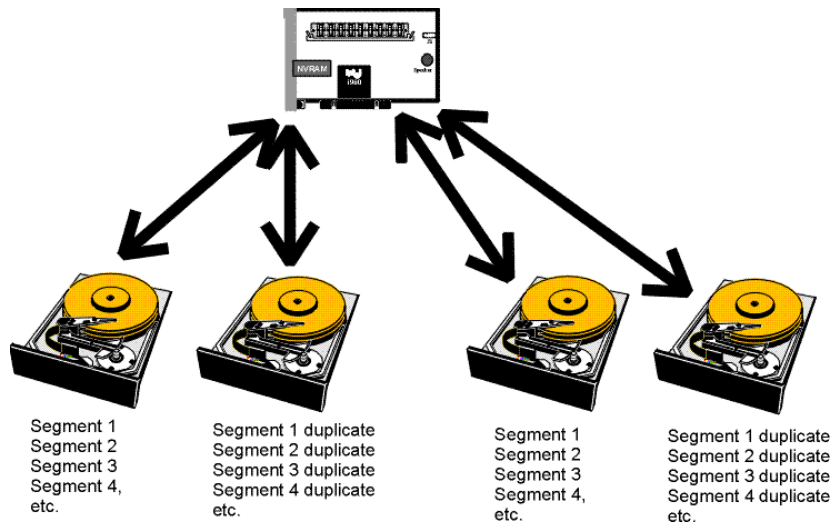 NVRAM
i960
Speaker
Segment 1
Segment 2
Segment 3
Segment 4,
etc.
Segment 1 duplicate
Segment 2 duplicate
Segment 3 duplicate
Segment 4 duplicate
etc.
Segment 1
Segment 2
Segment 3
Segment 4,
etc.
Segment 1 duplicate
Segment 2 duplicate
Segment 3 duplicate
Segment 4 duplicate
etc.